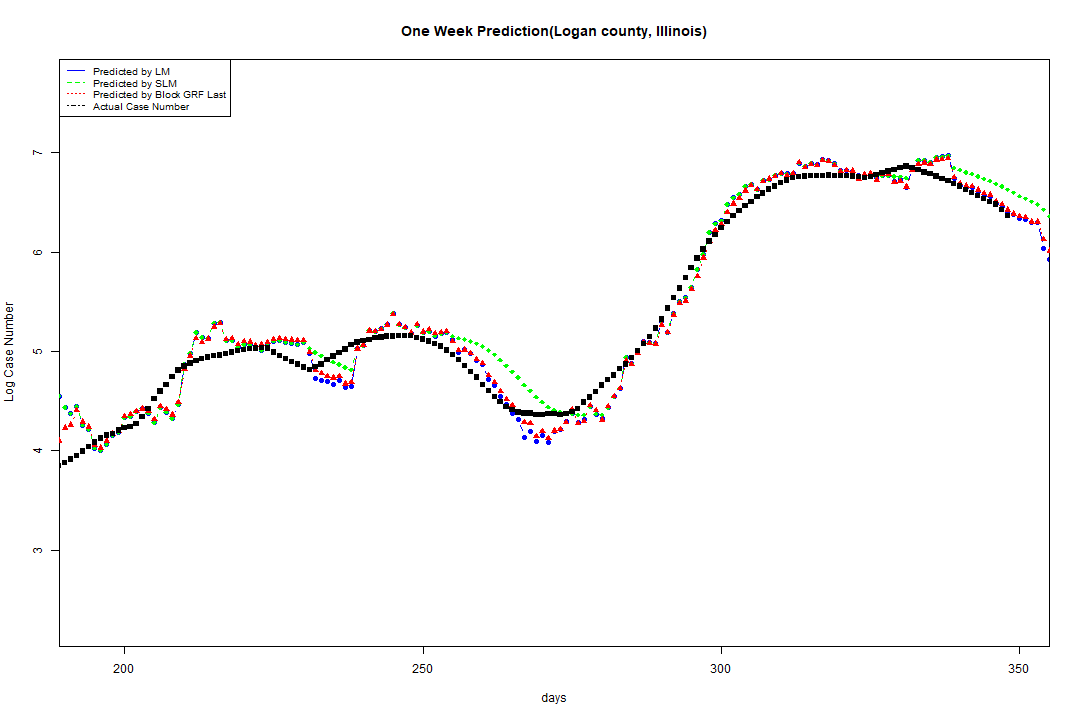 One Week Prediction(Logan county, Illinois)
Predicted by LM
Predicted by SLM
Predicted by Block GRF Last
Actual Case Number
7
6
5
4
3
Log Case Number
200
250
300
350
days